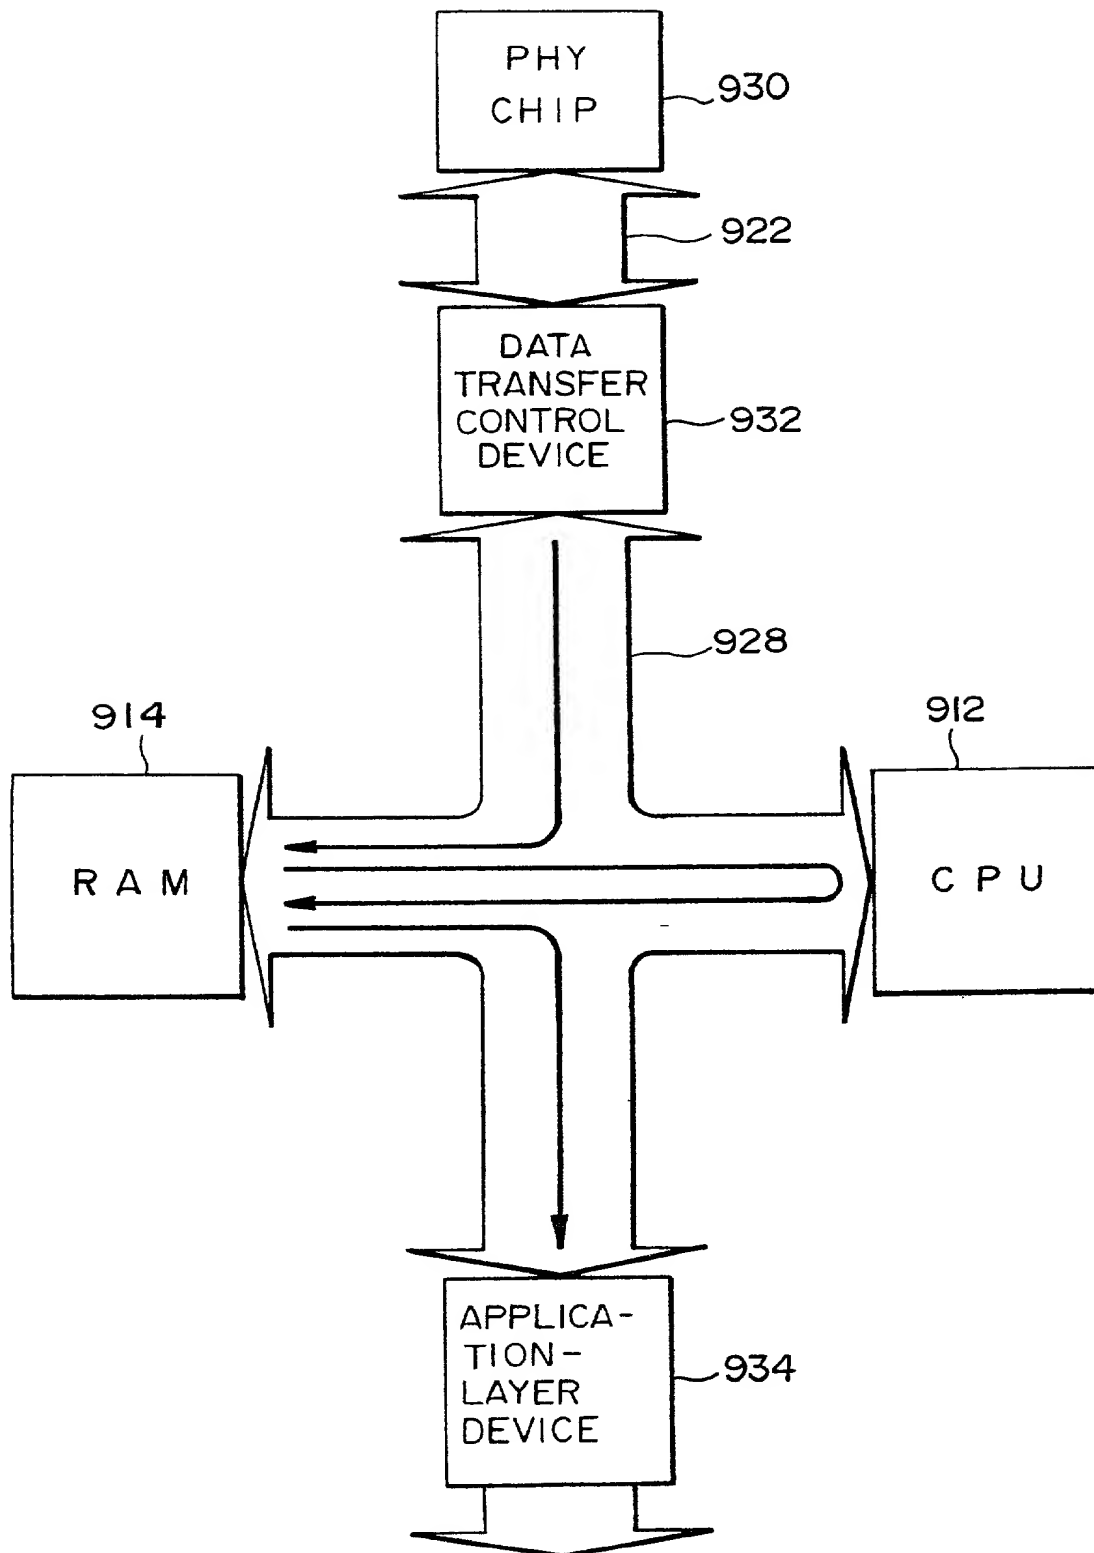 PHY
CHIP
930
922
DATA
TRANSFER
CONTROL
DEVICE
932
928
914
912
RAM
CPU
APPLICA-
TION-
LAYER
DEVICE
934